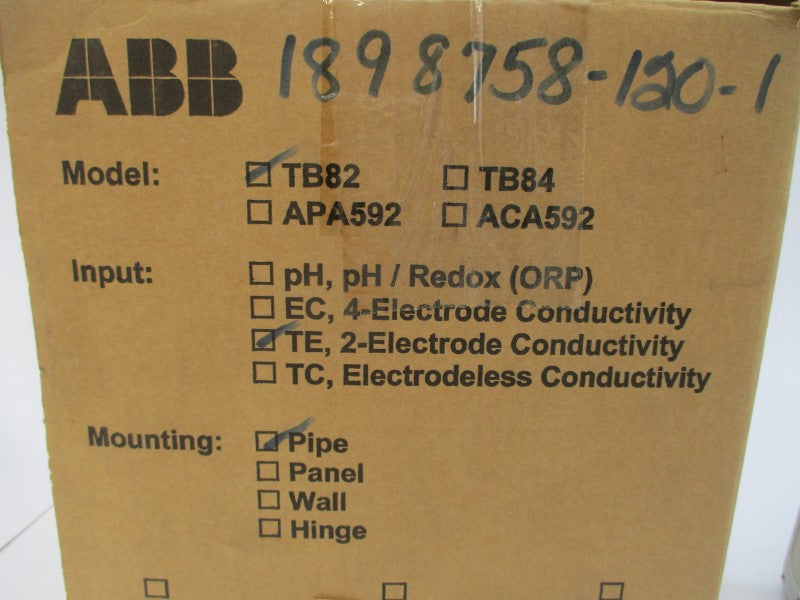 ABB 1898758-120-1
Model: ☑ TB82 ☐ TB84
☐ APA592 ☐ ACA592
Input: ☐ pH, pH / Redox (ORP)
☐ EC, 4-Electrode Conductivity
☑ TE, 2-Electrode Conductivity
☐ TC, Electrodeless Conductivity
Mounting: ☑ Pipe
☐ Panel
☐ Wall
☐ Hinge